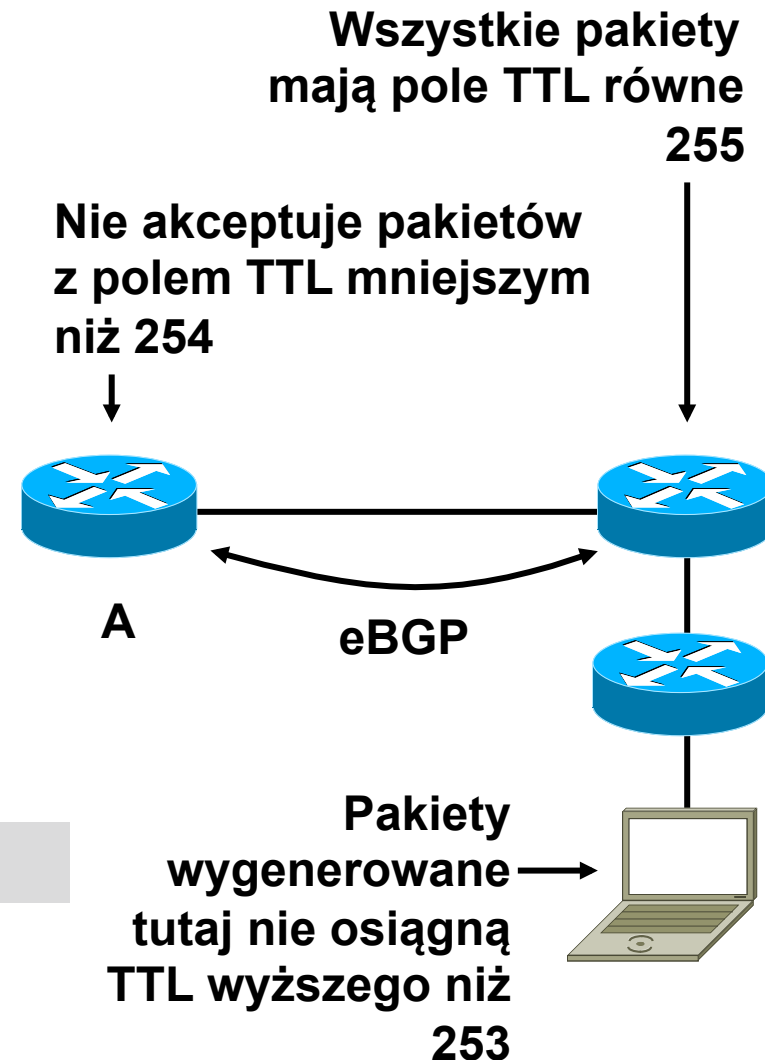 Wszystkie pakiety
mają pole TTL równe
255
Nie akceptuje pakietów
z polem TTL mniejszym
niż 254
A
eBGP
Pakiety
wygenerowane
tutaj nie osiągną
TTL wyższego niż
253